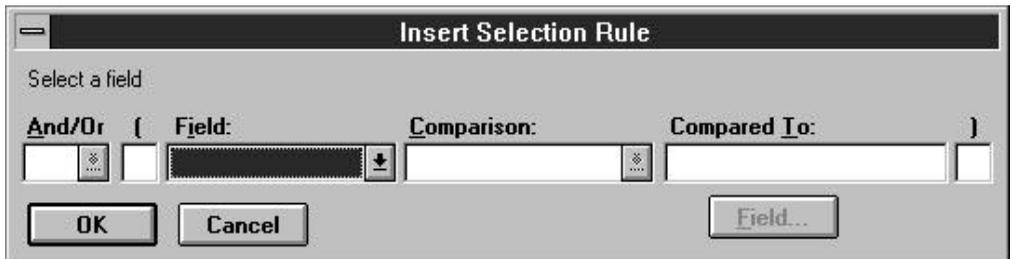 Insert Selection Rule
Select a field
And/Or ( Field: Comparison: Compared To: )
OK Cancel Field...